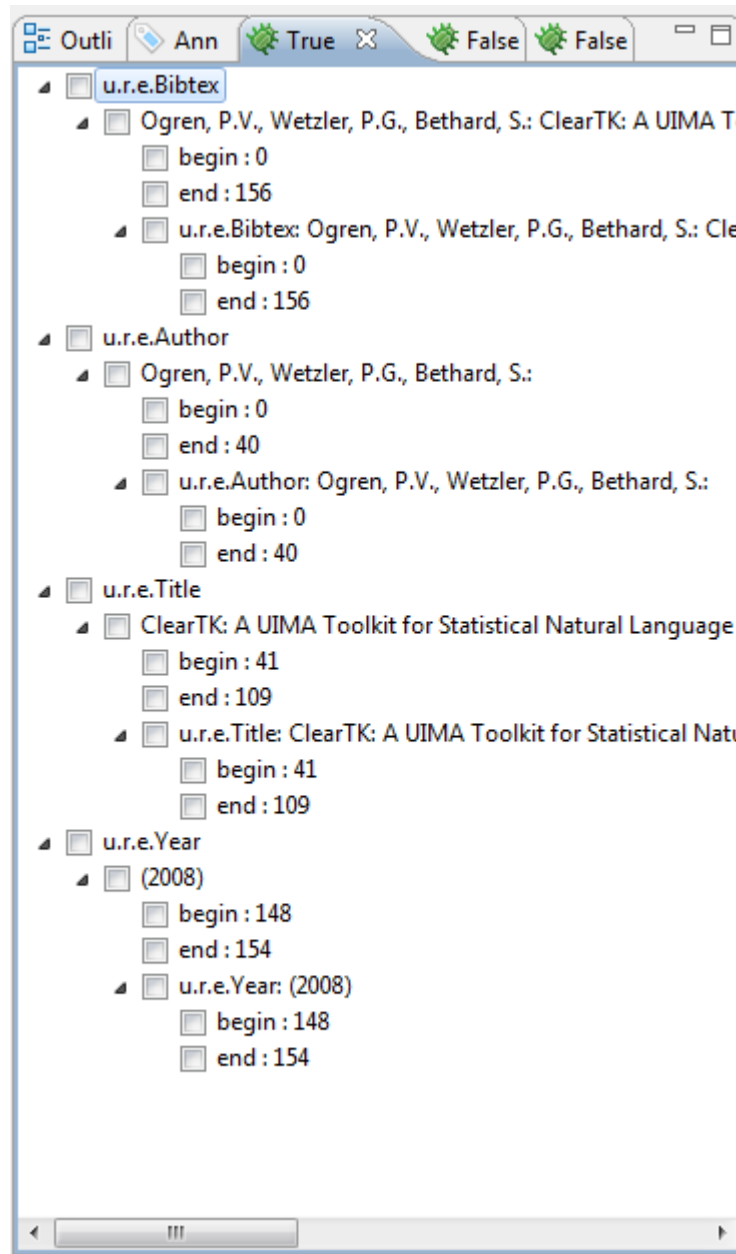 Outli Ann True False False
u.r.e.Bibtex
Ogren, P.V., Wetzler, P.G., Bethard, S.: ClearTK: A UIMA T
begin : 0
end : 156
u.r.e.Bibtex: Ogren, P.V., Wetzler, P.G., Bethard, S.: Cle
begin : 0
end : 156
u.r.e.Author
Ogren, P.V., Wetzler, P.G., Bethard, S.:
begin : 0
end : 40
u.r.e.Author: Ogren, P.V., Wetzler, P.G., Bethard, S.:
begin : 0
end : 40
u.r.e.Title
ClearTK: A UIMA Toolkit for Statistical Natural Language
begin : 41
end : 109
u.r.e.Title: ClearTK: A UIMA Toolkit for Statistical Natu
begin : 41
end : 109
u.r.e.Year
(2008)
begin : 148
end : 154
u.r.e.Year: (2008)
begin : 148
end : 154